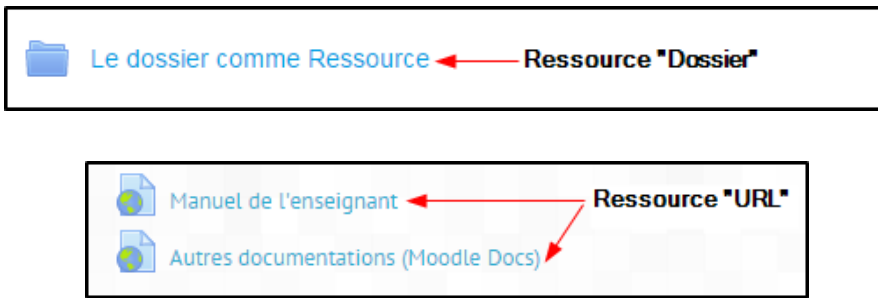 Le dossier comme Ressource Ressource "Dossier"
Manuel de l'enseignant Ressource "URL"
Autres documentations (Moodle Docs)